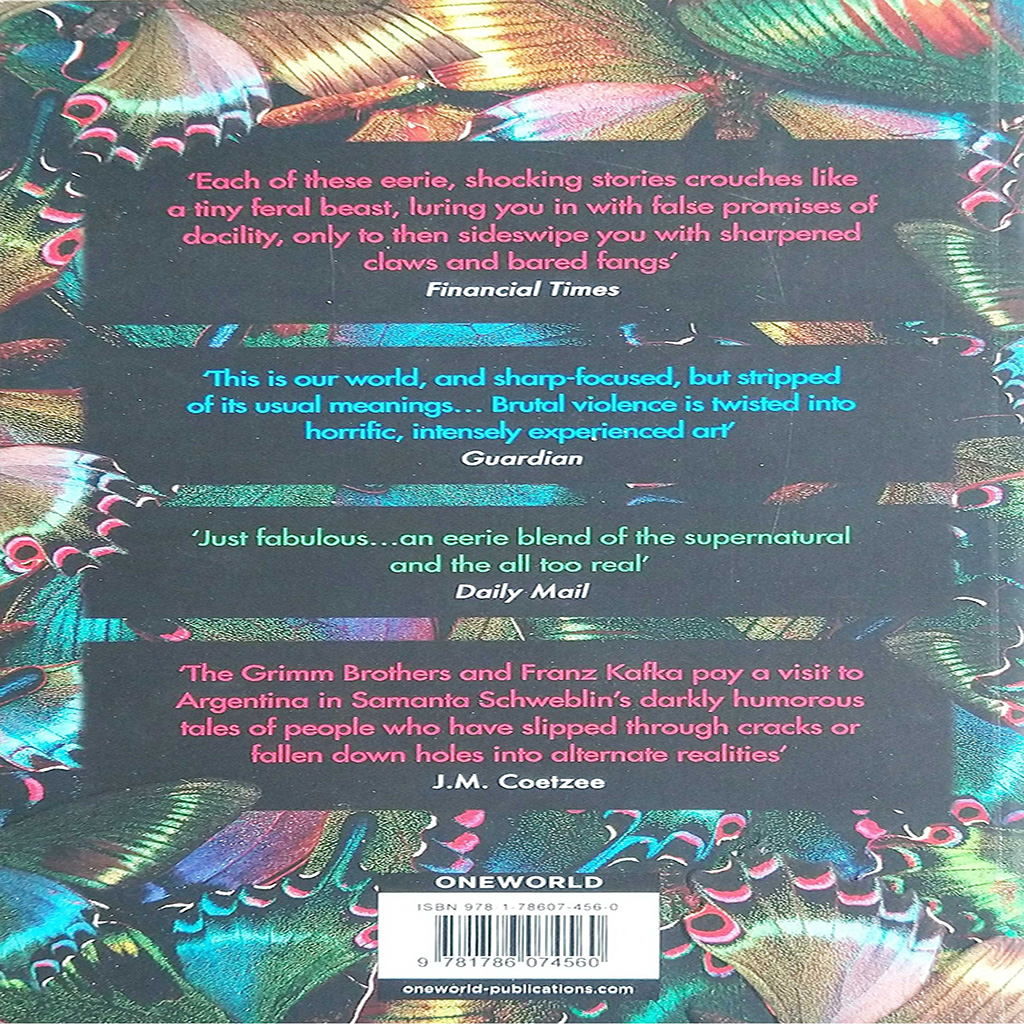 ‘Each of these eerie, shocking stories crouches like
a tiny feral beast, luring you in with false promises of
docility, only to then sideswipe you with sharpened
claws and bared fangs’
Financial Times
‘This is our world, and sharp-focused, but stripped
of its usual meanings... Brutal violence is twisted into
horrific, intensely experienced art’
Guardian
‘Just fabulous...an eerie blend of the supernatural
and the all too real’
Daily Mail
‘The Grimm Brothers and Franz Kafka pay a visit to
Argentina in Samanta Schweblin’s darkly humorous
tales of people who have slipped through cracks or
fallen down holes into alternate realities’
J.M. Coetzee
ONEWORLD
ISBN 978-1-78607-456-0
9 781786 074560
oneworld-publications.com